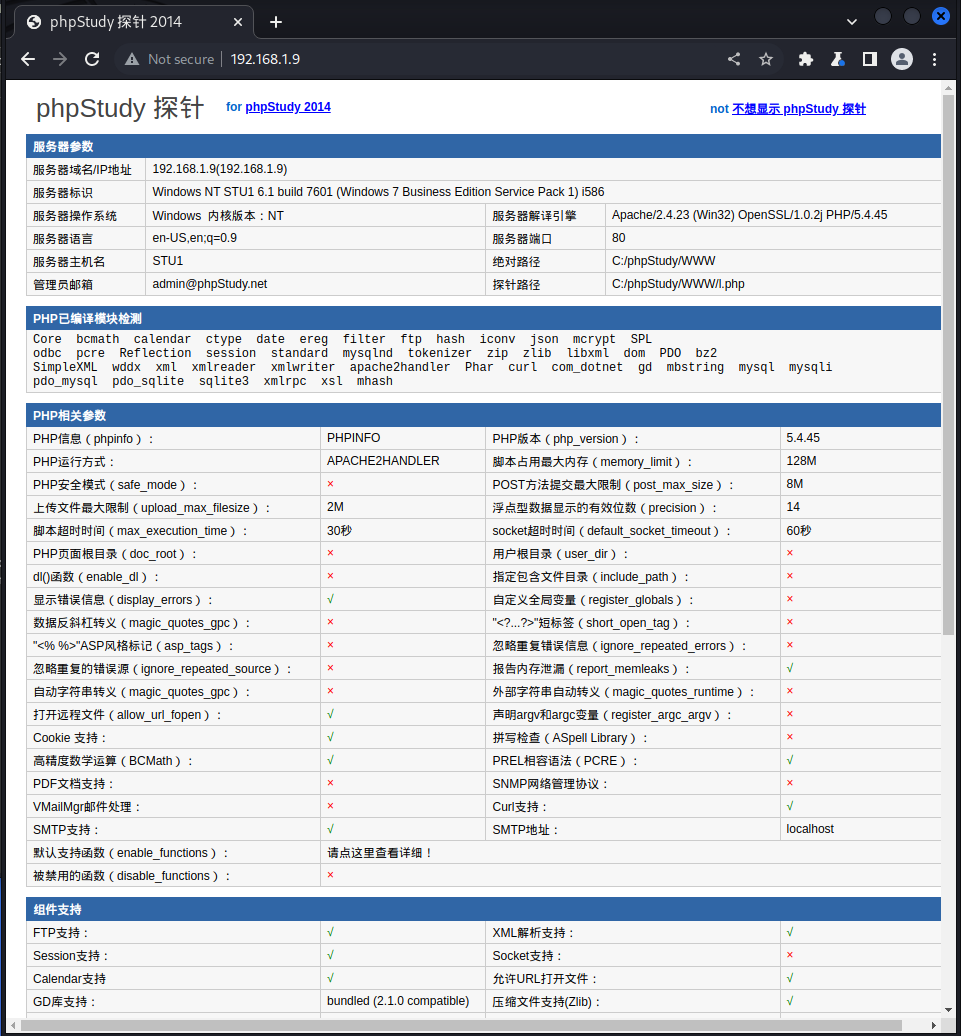 phpStudy 探针 2014
Not secure 192.168.1.9
phpStudy 探针 for phpStudy 2014 not 不想显示 phpStudy 探针
服务器参数
服务器域名/IP地址 192.168.1.9(192.168.1.9)
服务器标识 Windows NT STU1 6.1 build 7601 (Windows 7 Business Edition Service Pack 1) i586
服务器操作系统 Windows 内核版本：NT 服务器解译引擎 Apache/2.4.23 (Win32) OpenSSL/1.0.2j PHP/5.4.45
服务器语言 en-US,en;q=0.9 服务器端口 80
服务器主机名 STU1 绝对路径 C:/phpStudy/WWW
管理员邮箱 admin@phpStudy.net 探针路径 C:/phpStudy/WWW/l.php
PHP已编译模块检测
Core bcmath calendar ctype date ereg filter ftp hash iconv json mcrypt SPL
odbc pcre Reflection session standard mysqlnd tokenizer zip zlib libxml dom PDO bz2
SimpleXML wddx xml xmlreader xmlwriter apache2handler Phar curl com_dotnet gd mbstring mysql mysqli
pdo_mysql pdo_sqlite sqlite3 xmlrpc xsl mhash
PHP相关参数
PHP信息（phpinfo）： PHPINFO PHP版本（php_version）： 5.4.45
PHP运行方式： APACHE2HANDLER 脚本占用最大内存（memory_limit）： 128M
PHP安全模式（safe_mode）： × POST方法提交最大限制（post_max_size）： 8M
上传文件最大限制（upload_max_filesize）： 2M 浮点型数据显示的有效位数（precision）： 14
脚本超时时间（max_execution_time）： 30秒 socket超时时间（default_socket_timeout）： 60秒
PHP页面根目录（doc_root）： × 用户根目录（user_dir）： ×
dl()函数（enable_dl）： × 指定包含文件目录（include_path）： ×
显示错误信息（display_errors）： √ 自定义全局变量（register_globals）： ×
数据反斜杠转义（magic_quotes_gpc）： × "<?...?>"短标签（short_open_tag）： ×
"<% %>"ASP风格标记（asp_tags）： × 忽略重复错误信息（ignore_repeated_errors）： ×
忽略重复的错误源（ignore_repeated_source）： × 报告内存泄漏（report_memleaks）： √
自动字符串转义（magic_quotes_gpc）： × 外部字符串自动转义（magic_quotes_runtime）： ×
打开远程文件（allow_url_fopen）： √ 声明argv和argc变量（register_argc_argv）： ×
Cookie 支持： √ 拼写检查（ASpell Library）： ×
高精度数学运算（BCMath）： √ PREL相容语法（PCRE）： √
PDF文档支持： × SNMP网络管理协议： ×
VMailMgr邮件处理： × Curl支持： √
SMTP支持： √ SMTP地址： localhost
默认支持函数（enable_functions）： 请点这里查看详细！
被禁用的函数（disable_functions）： ×
组件支持
FTP支持： √ XML解析支持： √
Session支持： √ Socket支持： ×
Calendar支持 √ 允许URL打开文件： √
GD库支持： bundled (2.1.0 compatible) 压缩文件支持(Zlib)： √